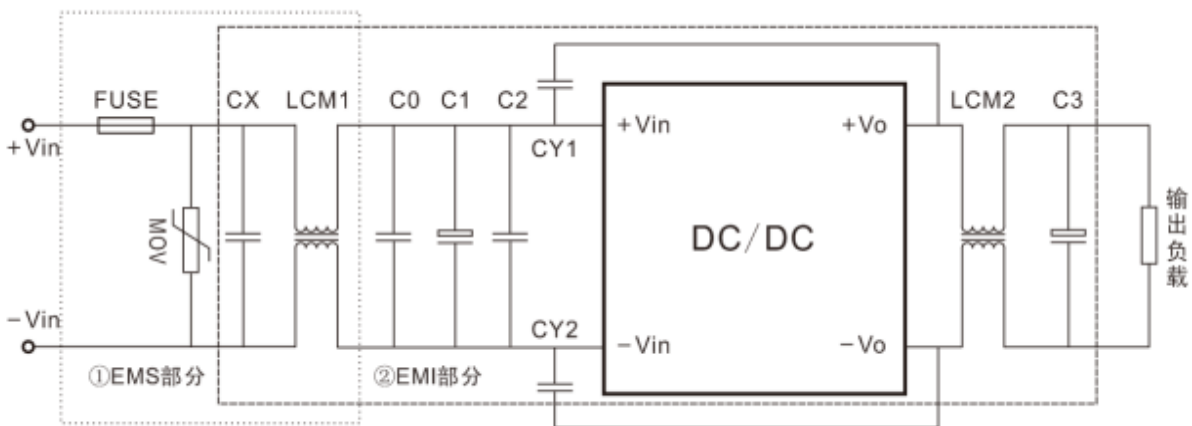 FUSE
CX
LCM1
C0
C1
C2
LCM2
C3
+Vin
CY1
+Vin
+Vo
MOV
DC/DC
输出负载
-Vin
CY2
-Vin
-Vo
①EMS部分
②EMI部分